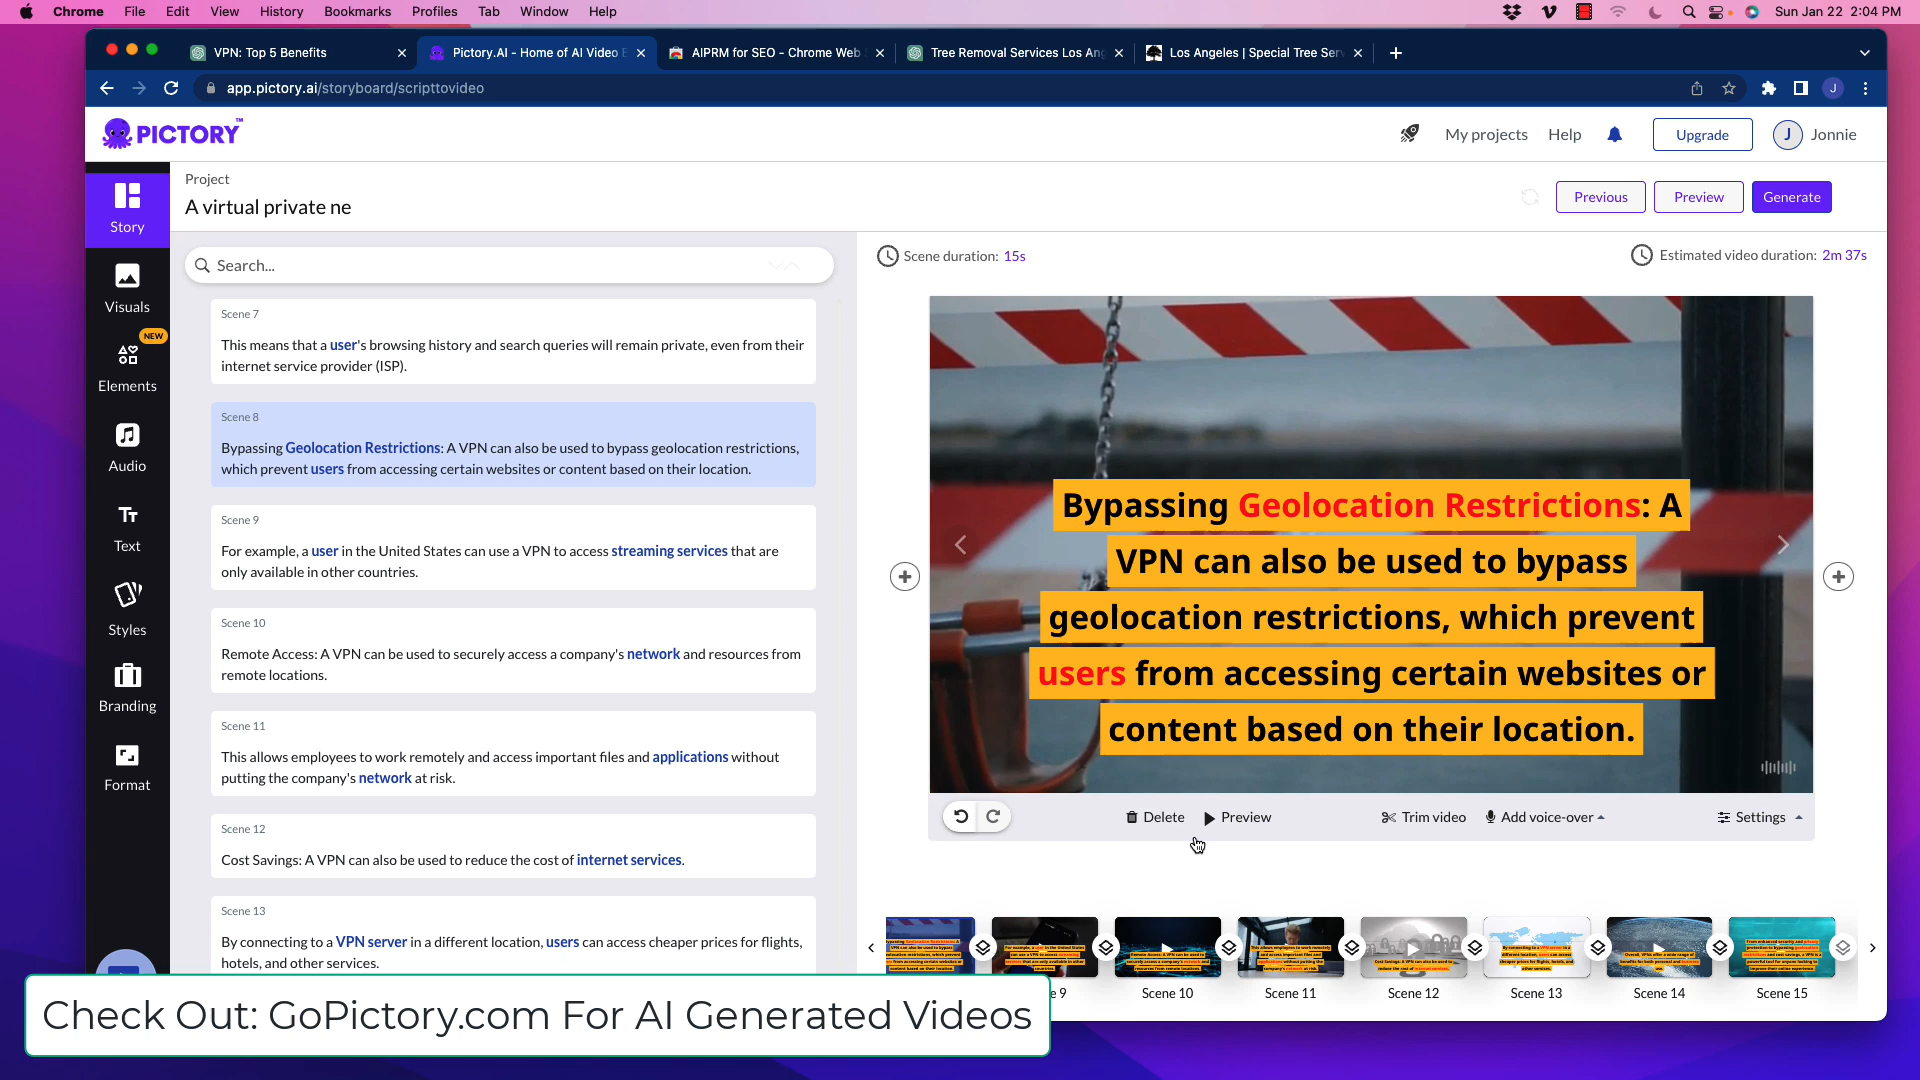 Chrome File Edit View History Bookmarks Profiles Tab Window Help
Sun Jan 22 2:04 PM
VPN: Top 5 Benefits
Pictory.AI - Home of AI Video E
AIPRM for SEO - Chrome Web
Tree Removal Services Los Ang
Los Angeles | Special Tree Serv
app.pictory.ai/storyboard/scripttovideo
J
PICTORY™
My projects
Help
Upgrade
J
Jonnie
Story
Visuals
NEW
Elements
Audio
Text
Styles
Branding
Format
Project
A virtual private ne
Previous
Preview
Generate
Search...
Scene 7
This means that a user's browsing history and search queries will remain private, even from their
internet service provider (ISP).
Scene 8
Bypassing Geolocation Restrictions: A VPN can also be used to bypass geolocation restrictions,
which prevent users from accessing certain websites or content based on their location.
Scene 9
For example, a user in the United States can use a VPN to access streaming services that are
only available in other countries.
Scene 10
Remote Access: A VPN can be used to securely access a company's network and resources from
remote locations.
Scene 11
This allows employees to work remotely and access important files and applications without
putting the company's network at risk.
Scene 12
Cost Savings: A VPN can also be used to reduce the cost of internet services.
Scene 13
By connecting to a VPN server in a different location, users can access cheaper prices for flights,
hotels, and other services.
Scene duration: 15s
Estimated video duration: 2m 37s
Bypassing Geolocation Restrictions: A
VPN can also be used to bypass
geolocation restrictions, which prevent
users from accessing certain websites or
content based on their location.
Delete
Preview
Trim video
Add voice-over
Settings
e 9
Scene 10
Scene 11
Scene 12
Scene 13
Scene 14
Scene 15
Check Out: GoPictory.com For AI Generated Videos